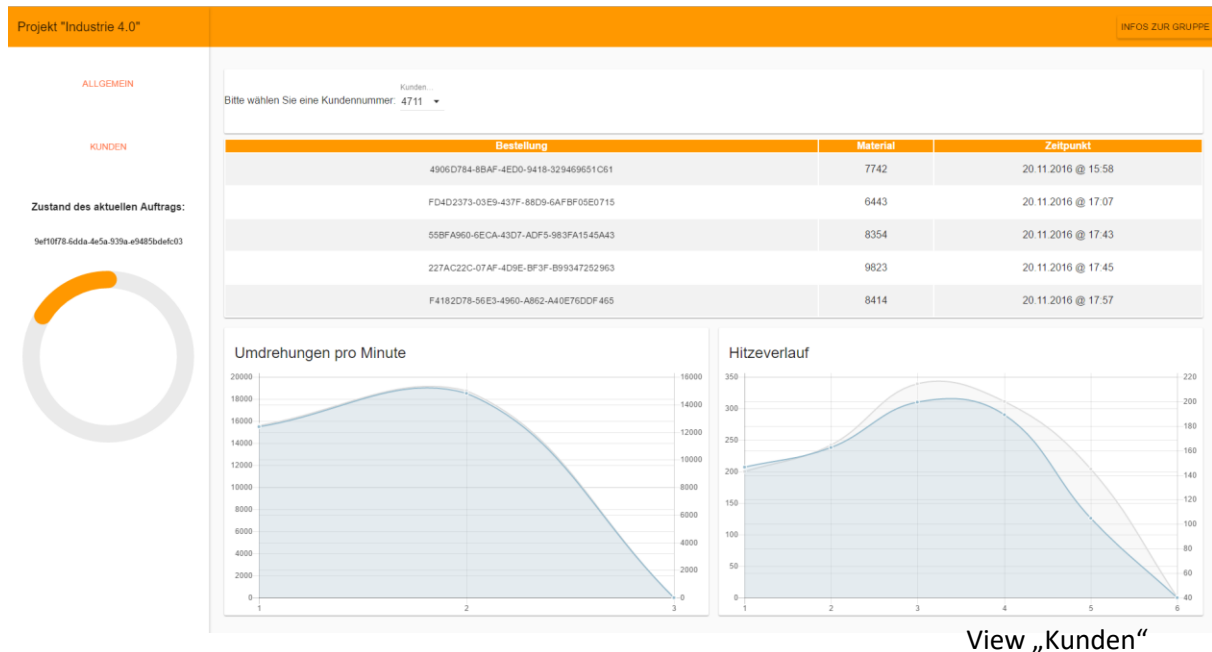 Projekt "Industrie 4.0"
INFOS ZUR GRUPPE
ALLGEMEIN
KUNDEN
Zustand des aktuellen Auftrags:
9ef10f78-6dda-4e5a-939a-e9485bdefc03
Kunden...
Bitte wählen Sie eine Kundennummer: 4711
Bestellung Material Zeitpunkt
4906D784-8BAF-4ED0-9418-329469651C61 7742 20.11.2016 @ 15:58
FD4D2373-03E9-437F-88D9-6AFBF05E0715 6443 20.11.2016 @ 17:07
55BFA960-6ECA-43D7-ADF5-983FA1545A43 8354 20.11.2016 @ 17:43
227AC22C-07AF-4D9E-BF3F-B99347252963 9823 20.11.2016 @ 17:45
F4182D78-56E3-4960-A862-A40E76DDF465 8414 20.11.2016 @ 17:57
Umdrehungen pro Minute
20000 16000
18000 14000
16000 12000
14000 10000
12000
10000 8000
8000 6000
6000 4000
4000 2000
2000
0 0
1 2 3
Hitzeverlauf
350 220
300 200
250 180
200 160
150 140
100 120
50 100
0 80
60
40
1 2 3 4 5 6
View „Kunden“